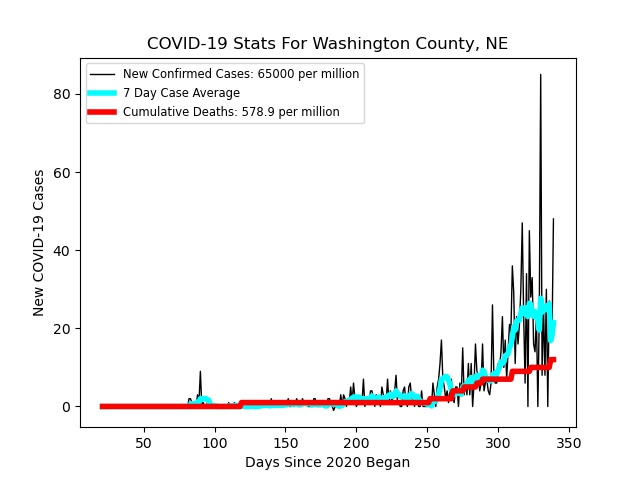 COVID-19 Stats For Washington County, NE
New Confirmed Cases: 65000 per million
7 Day Case Average
Cumulative Deaths: 578.9 per million
New COVID-19 Cases
80
60
40
20
0
50 100 150 200 250 300 350
Days Since 2020 Began